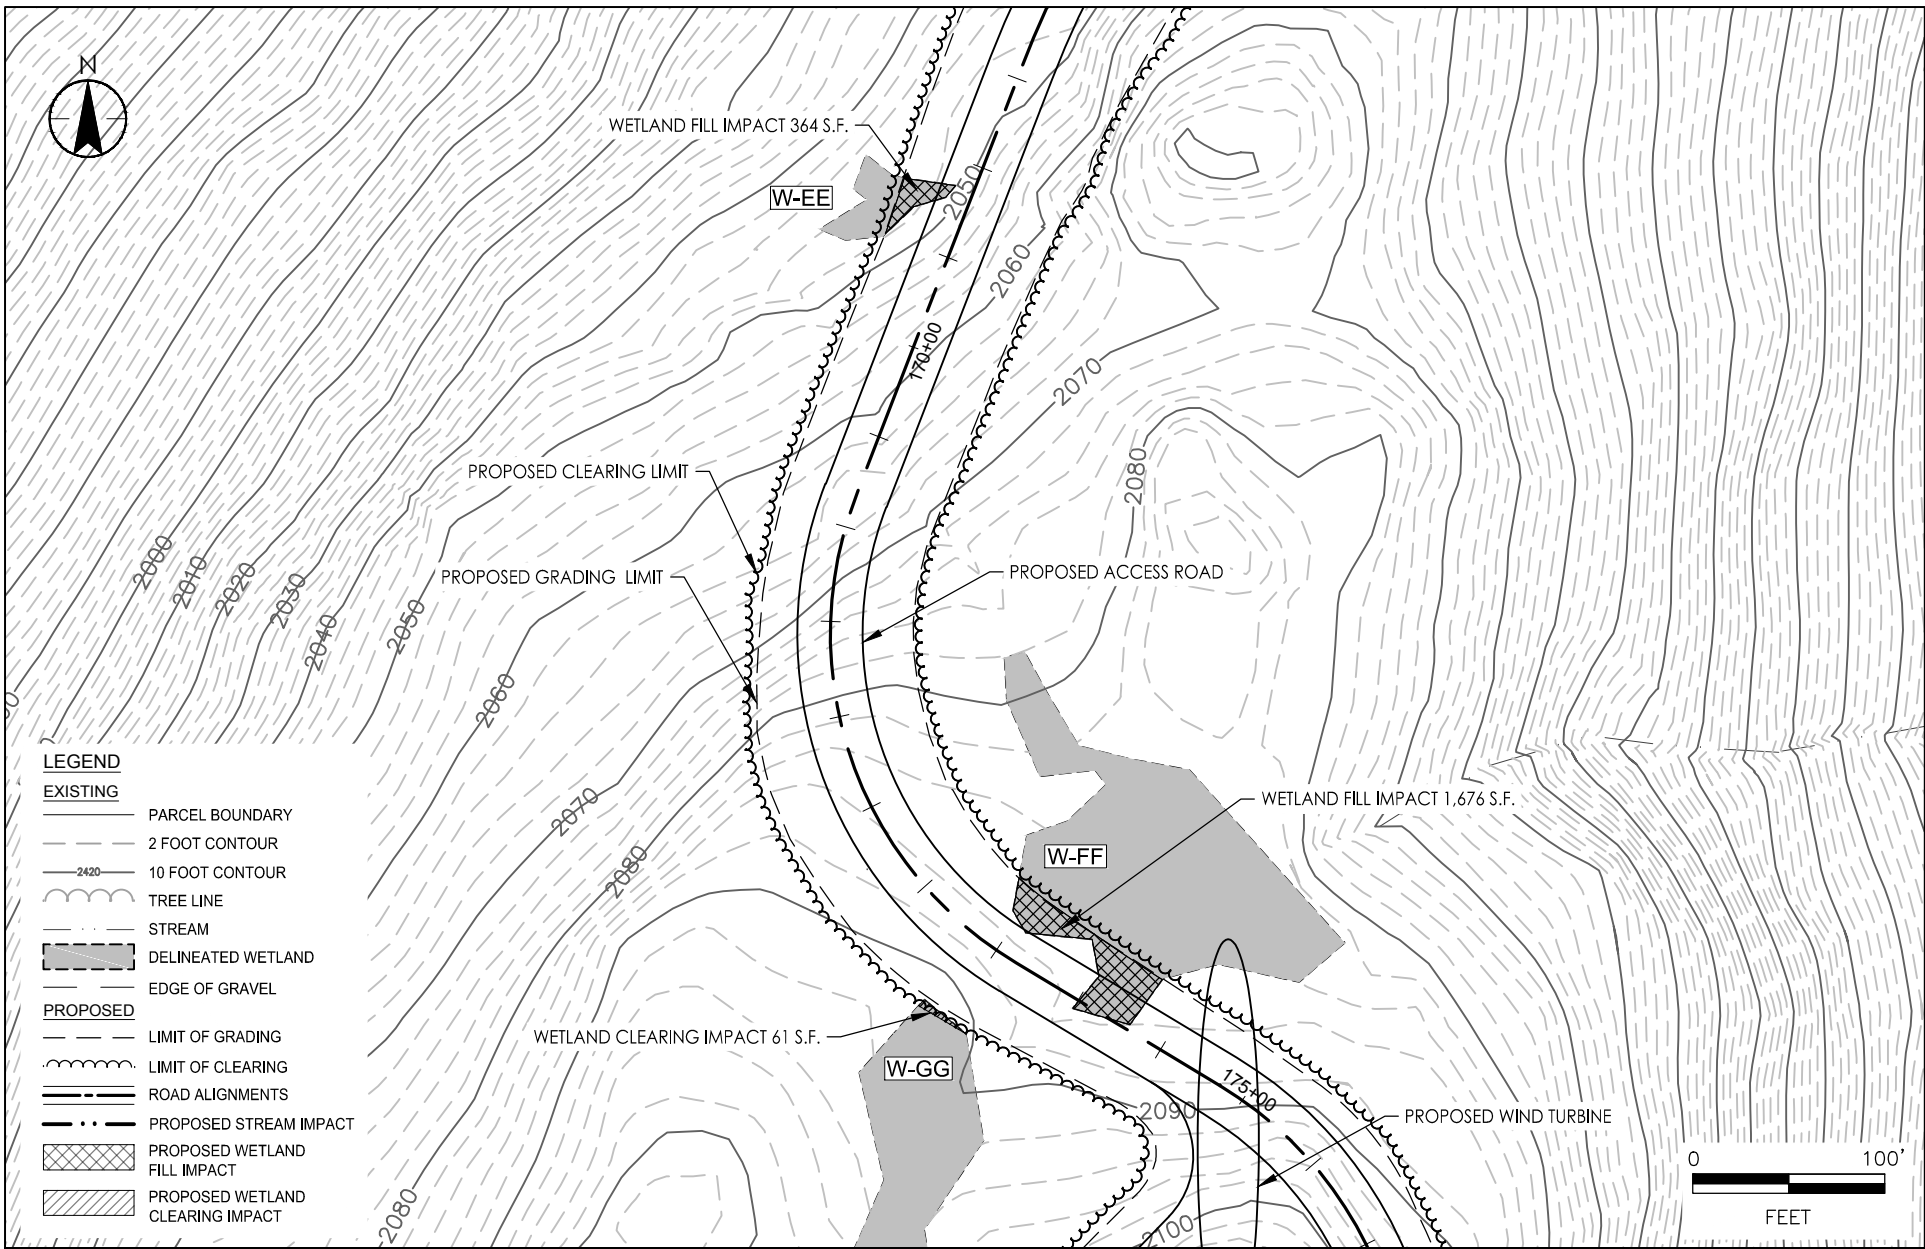 N
WETLAND FILL IMPACT 364 S.F.
W-EE
2050
2060
170+00
2070
PROPOSED CLEARING LIMIT
2080
PROPOSED GRADING LIMIT
PROPOSED ACCESS ROAD
2000
2010
2020
2030
2040
2050
2060
2070
2080
WETLAND FILL IMPACT 1,676 S.F.
W-FF
WETLAND CLEARING IMPACT 61 S.F.
W-GG
175+00
2090
PROPOSED WIND TURBINE
2080
2100
LEGEND
EXISTING
PARCEL BOUNDARY
2 FOOT CONTOUR
2420
10 FOOT CONTOUR
TREE LINE
STREAM
DELINEATED WETLAND
EDGE OF GRAVEL
PROPOSED
LIMIT OF GRADING
LIMIT OF CLEARING
ROAD ALIGNMENTS
PROPOSED STREAM IMPACT
PROPOSED WETLAND
FILL IMPACT
PROPOSED WETLAND
CLEARING IMPACT
0 100'
FEET